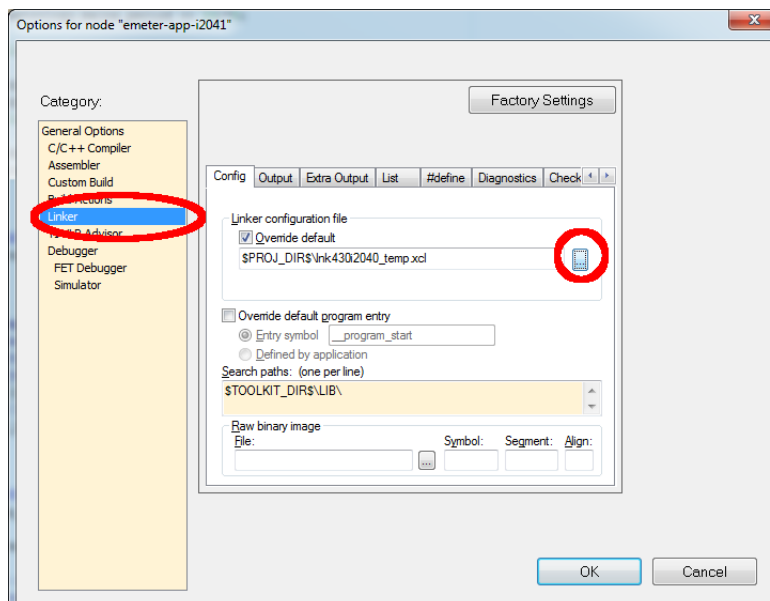 Options for node "emeter-app-i2041"
Category:
Factory Settings
General Options
C/C++ Compiler
Assembler
Custom Build
Build Actions
Linker
Debugger
FET Debugger
Simulator
Config Output Extra Output List #define Diagnostics Check
Linker configuration file
Override default
$PROJ_DIR$\lnk430i2040_temp.xcl
...
Override default program entry
Entry symbol __program_start
Defined by application
Search paths: (one per line)
$TOOLKIT_DIR$\LIB\
Raw binary image
File: Symbol: Segment: Align:
...
OK Cancel